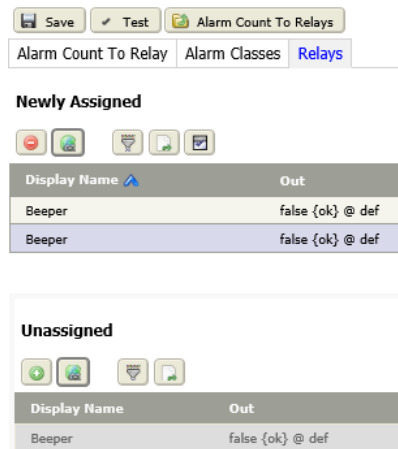 Save Test Alarm Count To Relays
Alarm Count To Relay Alarm Classes Relays
Newly Assigned
Display Name Out
Beeper false {ok} @ def
Beeper false {ok} @ def
Unassigned
Display Name Out
Beeper false {ok} @ def